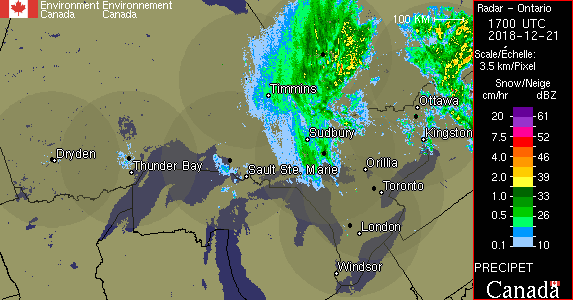 Environment Environnement
Canada Canada
100 KM
Timmins
Ottawa
Sudbury
Kingston
Dryden
Thunder Bay
Sault Ste. Marie
Orillia
Toronto
London
Windsor
Radar - Ontario
1700 UTC
2018-12-21
Scale/Échelle:
3.5 km/Pixel
Snow/Neige
cm/hr dBZ
20 61
7.5 52
4.0 46
2.0 39
1.0 33
0.5 26
0.1 10
PRECIPET
Canada